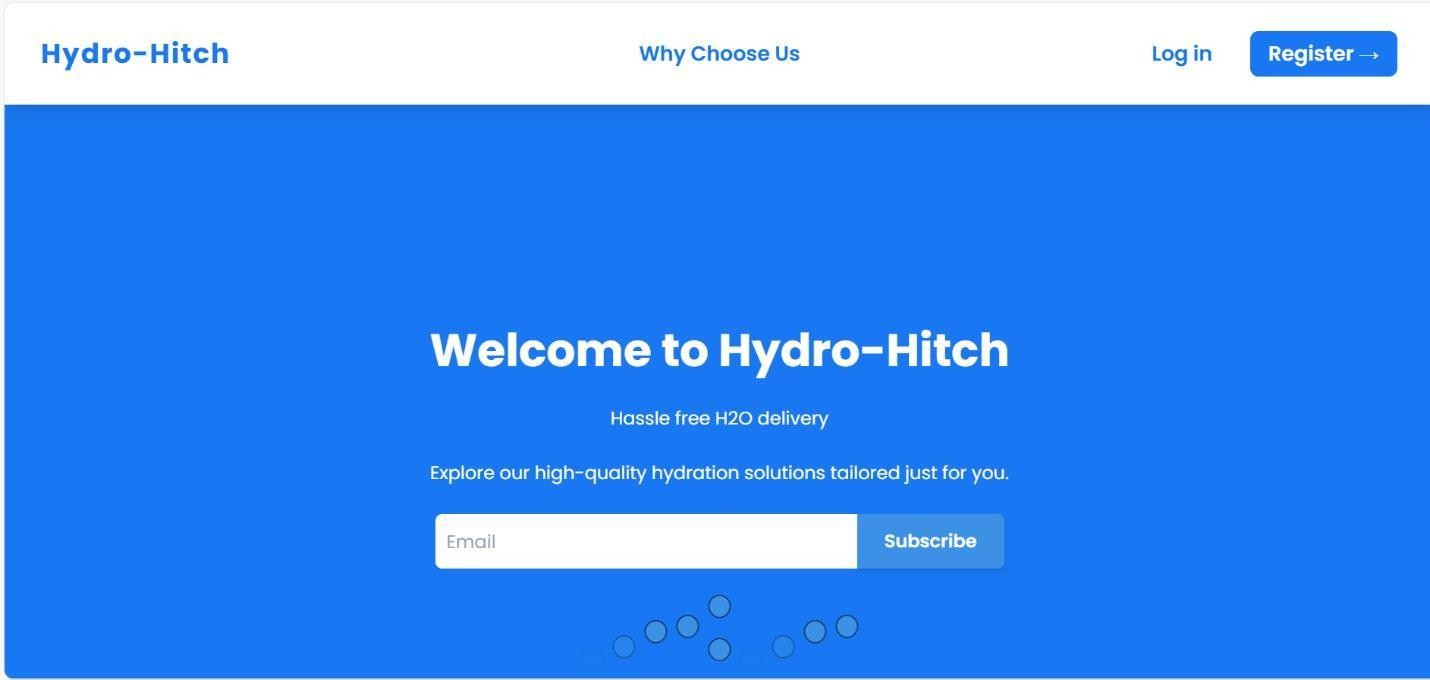 Hydro-Hitch
Why Choose Us
Log in
Register →
Welcome to Hydro-Hitch
Hassle free H2O delivery
Explore our high-quality hydration solutions tailored just for you.
Email
Subscribe